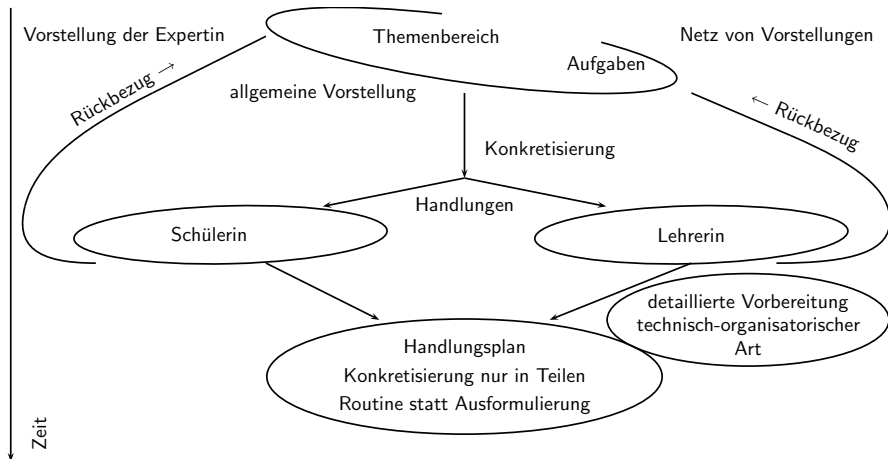 Vorstellung der Expertin
Themenbereich
Netz von Vorstellungen
Aufgaben
Rückbezug →
allgemeine Vorstellung
← Rückbezug
Konkretisierung
Handlungen
Schülerin
Lehrerin
detaillierte Vorbereitung
technisch-organisatorischer
Art
Handlungsplan
Konkretisierung nur in Teilen
Routine statt Ausformulierung
Zeit